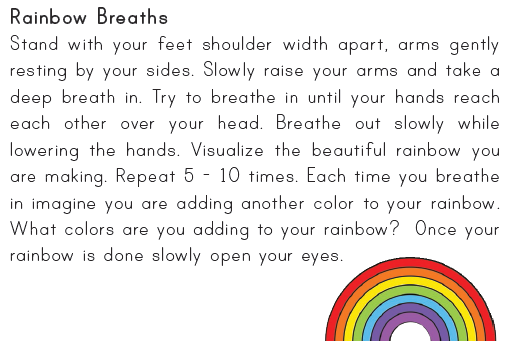 Rainbow Breaths
Stand with your feet shoulder width apart, arms gently
resting by your sides. Slowly raise your arms and take a
deep breath in. Try to breathe in until your hands reach
each other over your head. Breathe out slowly while
lowering the hands. Visualize the beautiful rainbow you
are making. Repeat 5 - 10 times. Each time you breathe
in imagine you are adding another color to your rainbow.
What colors are you adding to your rainbow? Once your
rainbow is done slowly open your eyes.